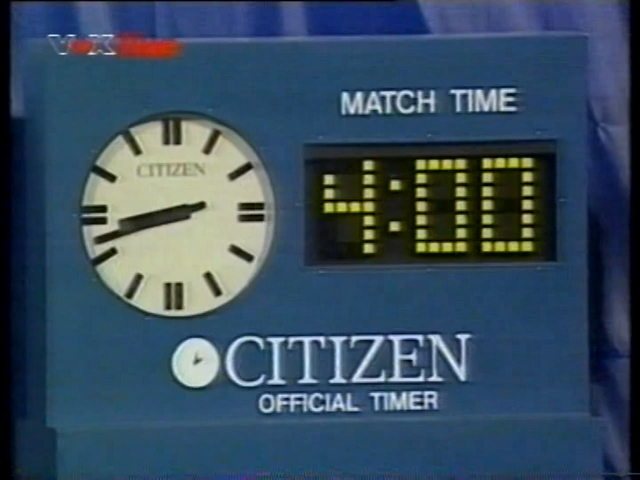 VOX
MATCH TIME
CITIZEN
4:00
CITIZEN
OFFICIAL TIMER